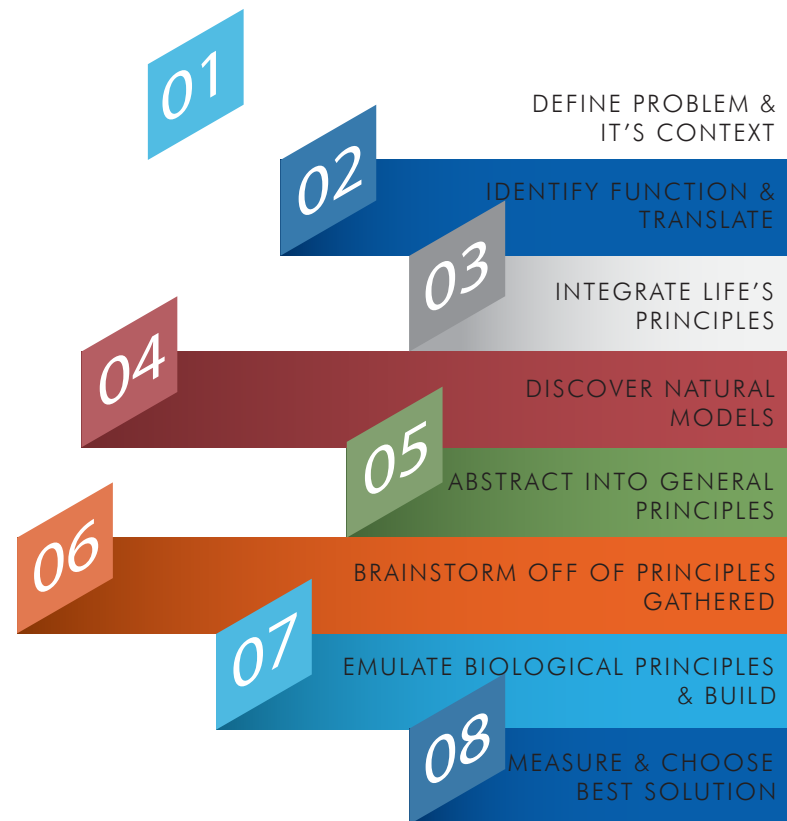 01
DEFINE PROBLEM &
IT'S CONTEXT
02
IDENTIFY FUNCTION &
TRANSLATE
03
INTEGRATE LIFE'S
PRINCIPLES
04
DISCOVER NATURAL
MODELS
05
ABSTRACT INTO GENERAL
PRINCIPLES
06
BRAINSTORM OFF OF PRINCIPLES
GATHERED
07
EMULATE BIOLOGICAL PRINCIPLES
& BUILD
08
MEASURE & CHOOSE
BEST SOLUTION